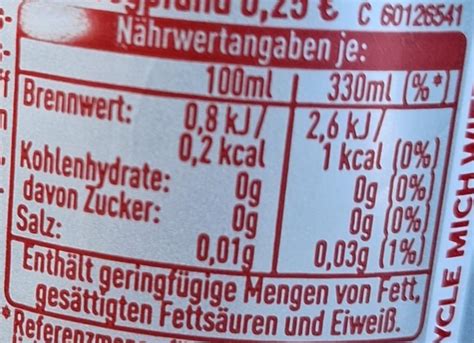 0,25 € C 60126541
Nährwertangaben je:
100ml 330ml (%*)
Brennwert: 0,8 kJ/ 2,6 kJ/
0,2 kcal 1 kcal (0%)
Kohlenhydrate: 0g 0g (0%)
davon Zucker: 0g 0g (0%)
Salz: 0,01g 0,03g (1%)
Enthält geringfügige Mengen von Fett,
gesättigten Fettsäuren und Eiweiß.